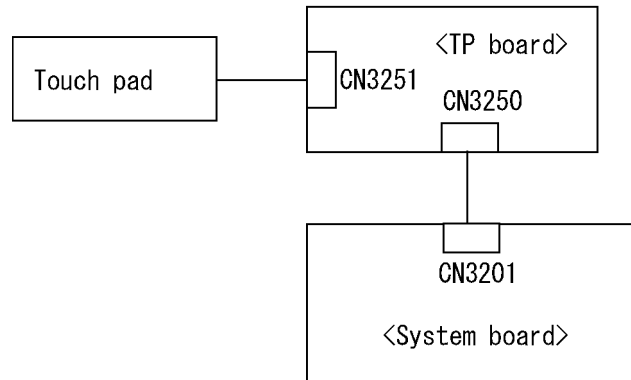 <TP board>
Touch pad
CN3251
CN3250
CN3201
<System board>